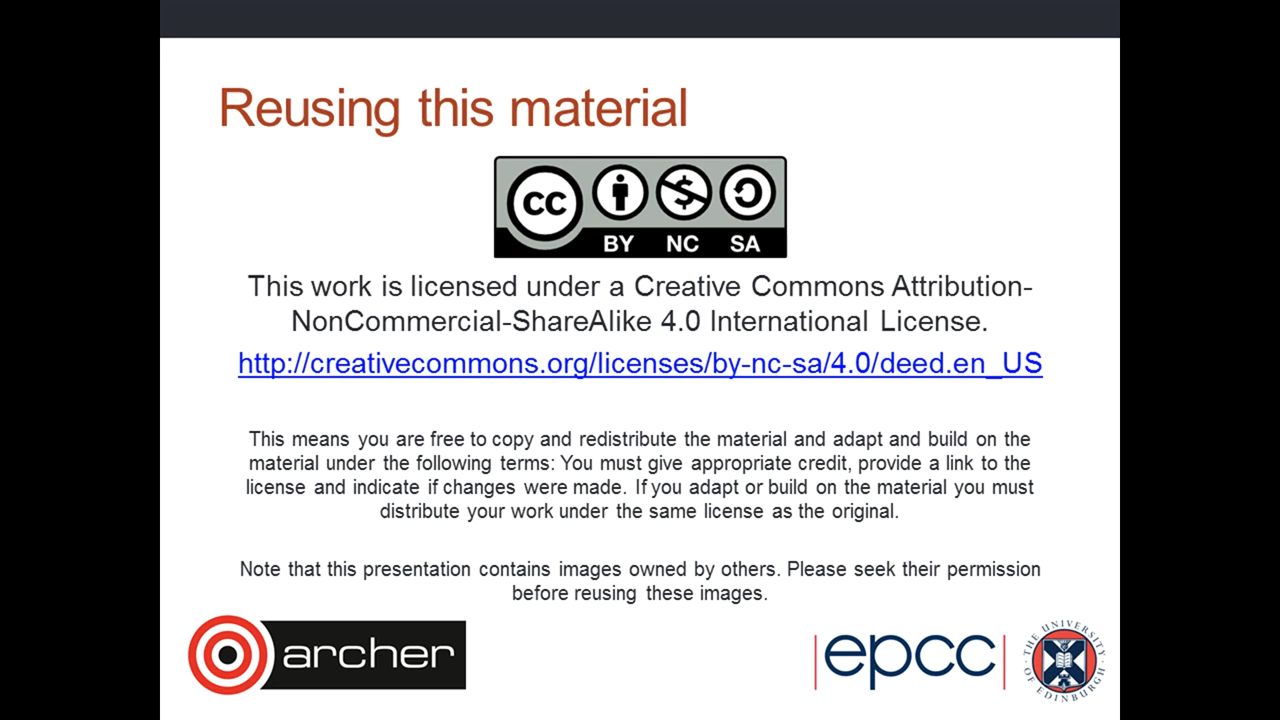 Reusing this material
CC
BY NC SA
This work is licensed under a Creative Commons Attribution-
NonCommercial-ShareAlike 4.0 International License.
http://creativecommons.org/licenses/by-nc-sa/4.0/deed.en_US
This means you are free to copy and redistribute the material and adapt and build on the
material under the following terms: You must give appropriate credit, provide a link to the
license and indicate if changes were made. If you adapt or build on the material you must
distribute your work under the same license as the original.
Note that this presentation contains images owned by others. Please seek their permission
before reusing these images.
archer
epcc
THE UNIVERSITY
OF EDINBURGH